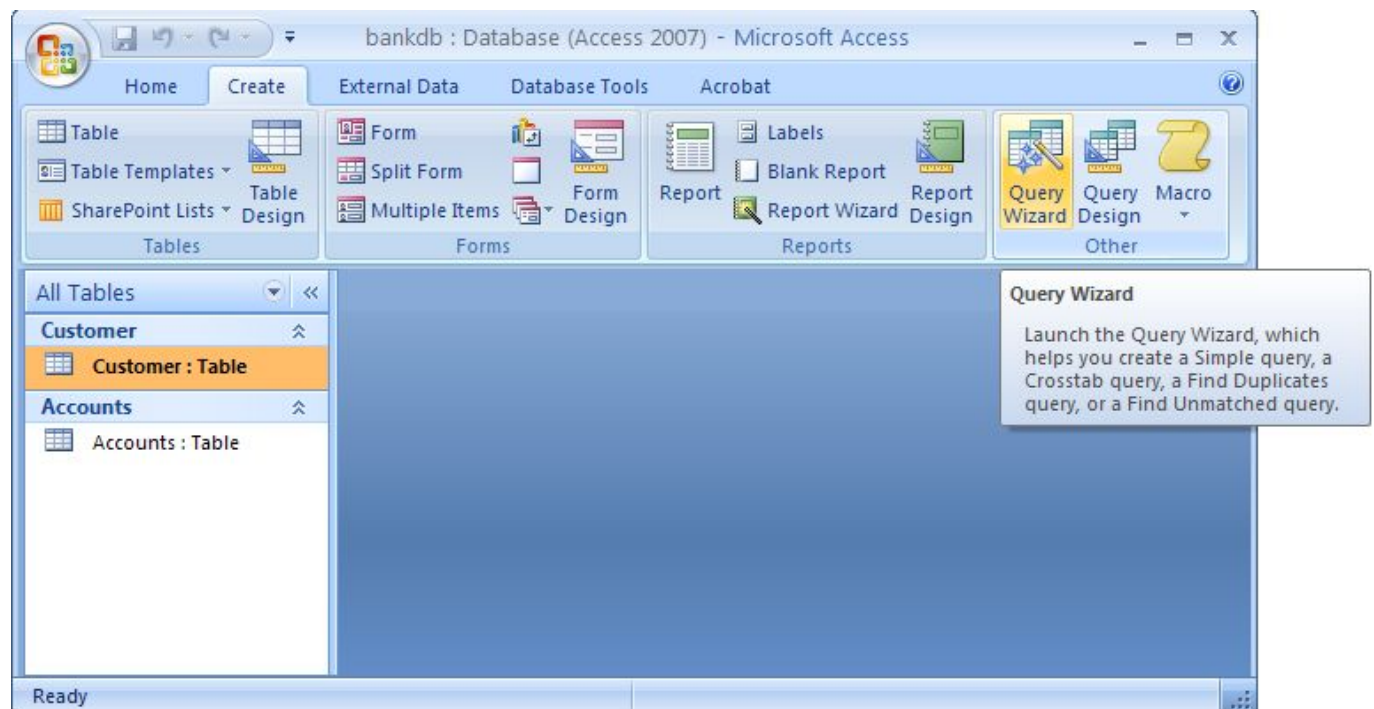 bankdb : Database (Access 2007) - Microsoft Access
Home Create External Data Database Tools Acrobat
Table
Table Templates
SharePoint Lists
Table
Design
Tables
Form
Split Form
Multiple Items
Form
Design
Forms
Report
Labels
Blank Report
Report Wizard
Report
Design
Reports
Query
Wizard
Query
Design
Macro
Other
All Tables
Customer
Customer : Table
Accounts
Accounts : Table
Query Wizard
Launch the Query Wizard, which
helps you create a Simple query, a
Crosstab query, a Find Duplicates
query, or a Find Unmatched query.
Ready